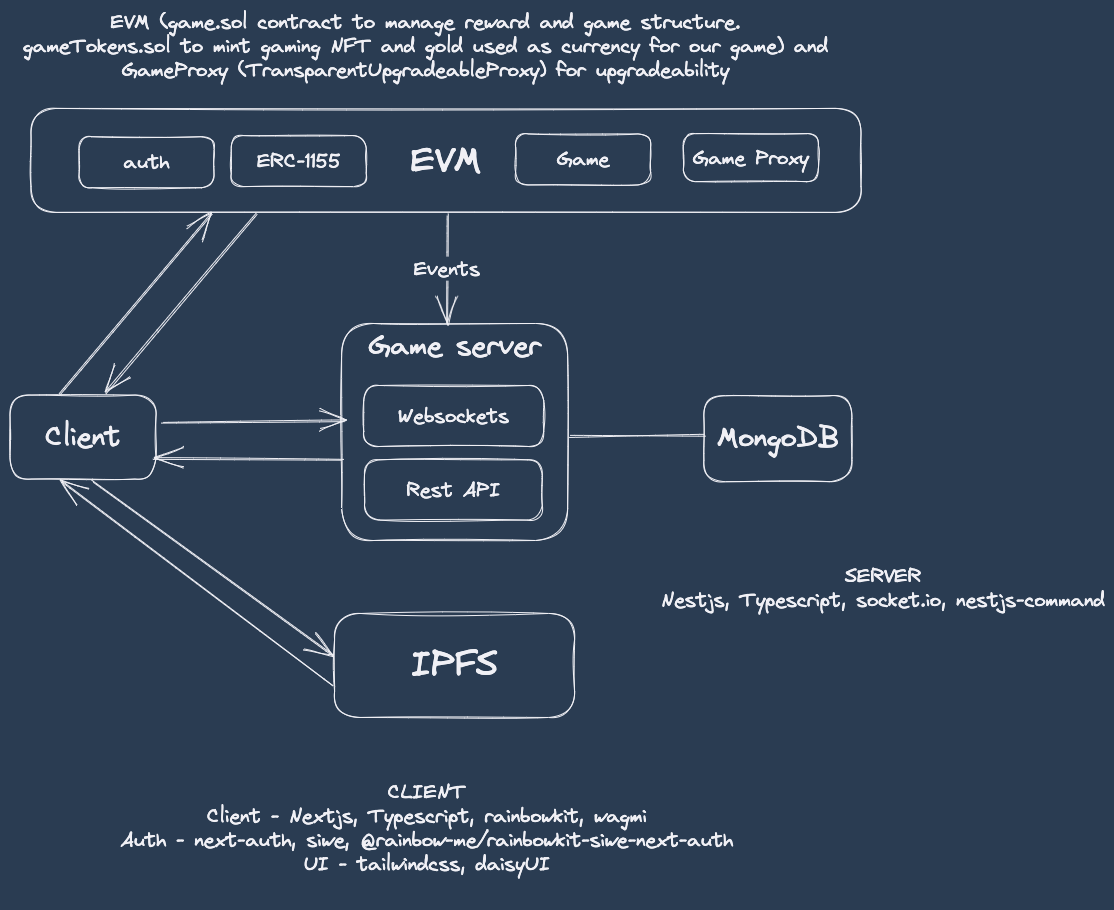 EVM (game.sol contract to manage reward and game structure.
gameTokens.sol to mint gaming NFT and gold used as currency for our game) and
GameProxy (TransparentUpgradeableProxy) for upgradeability
auth
ERC-1155
EVM
Game
Game Proxy
Events
Game server
Websockets
Rest API
Client
MongoDB
SERVER
Nestjs, Typescript, socket.io, nestjs-command
IPFS
CLIENT
Client - Nextjs, Typescript, rainbowkit, wagmi
Auth - next-auth, siwe, @rainbow-me/rainbowkit-siwe-next-auth
UI - tailwindcss, daisyUI